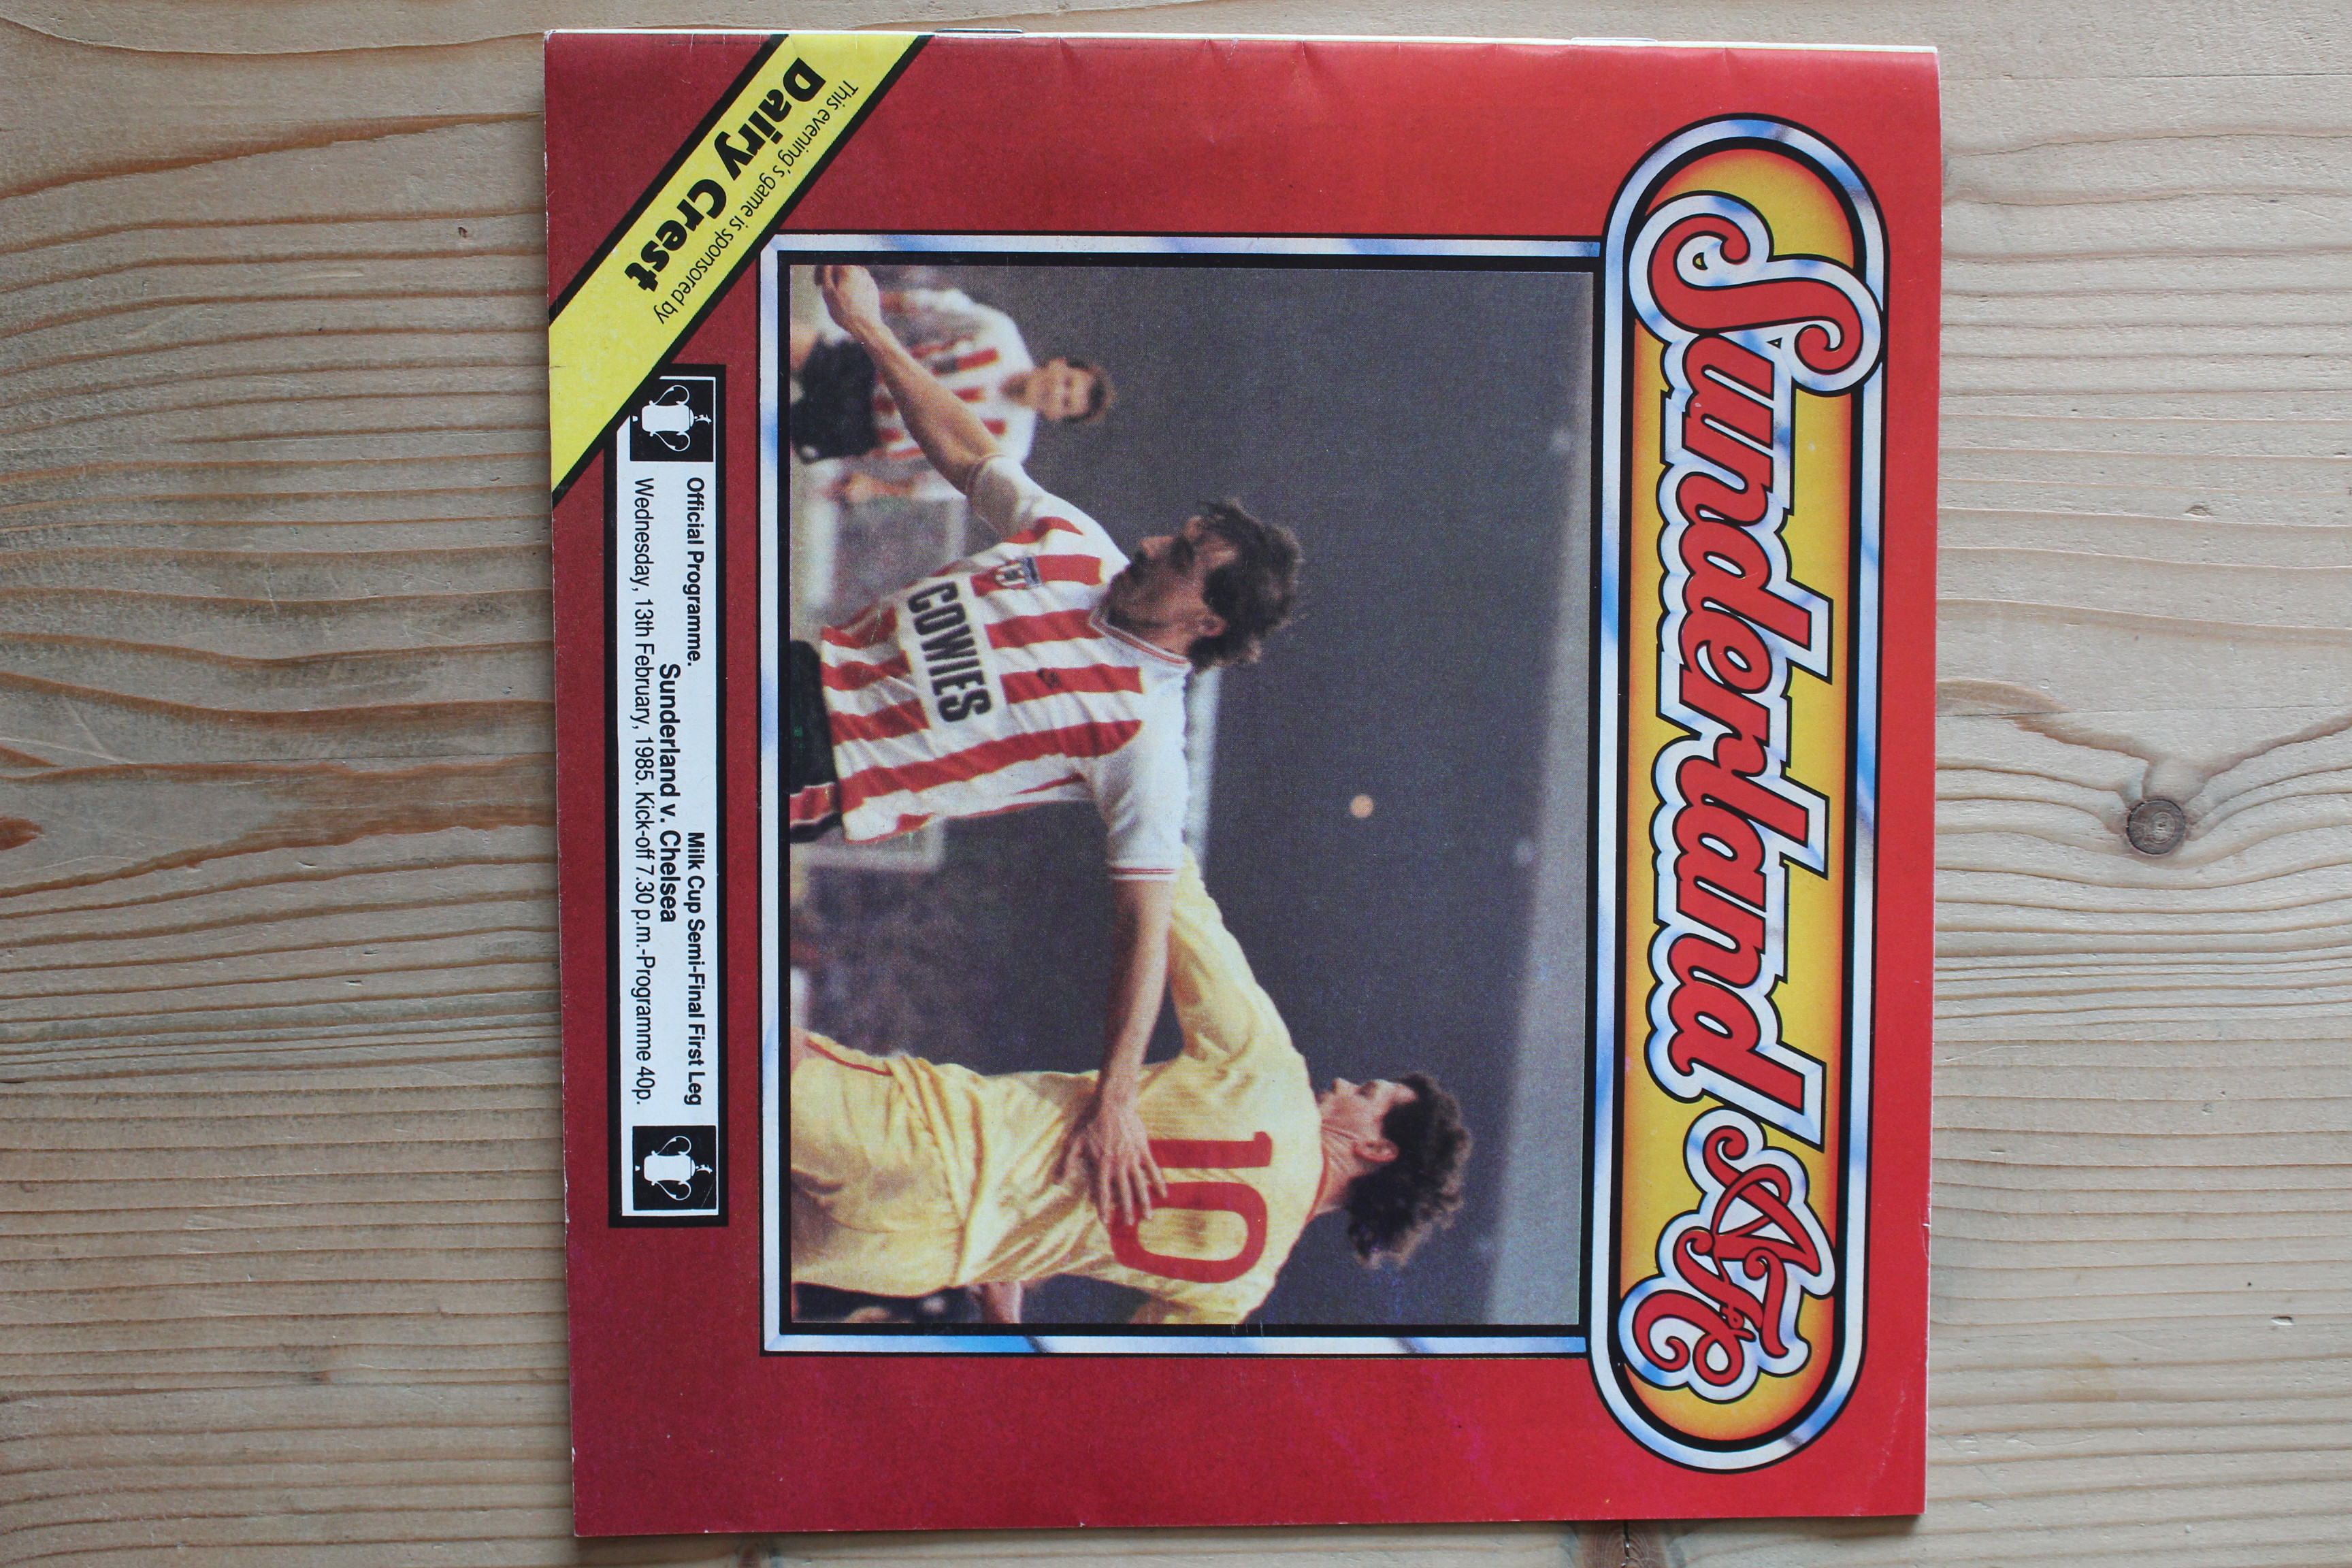 Sunderland AFC
COWIES
10
This evening's game is sponsored by
Dairy Crest
Official Programme. Milk Cup Semi-Final First Leg
Sunderland v. Chelsea
Wednesday, 13th February, 1985. Kick-off 7.30 p.m.-Programme 40p.